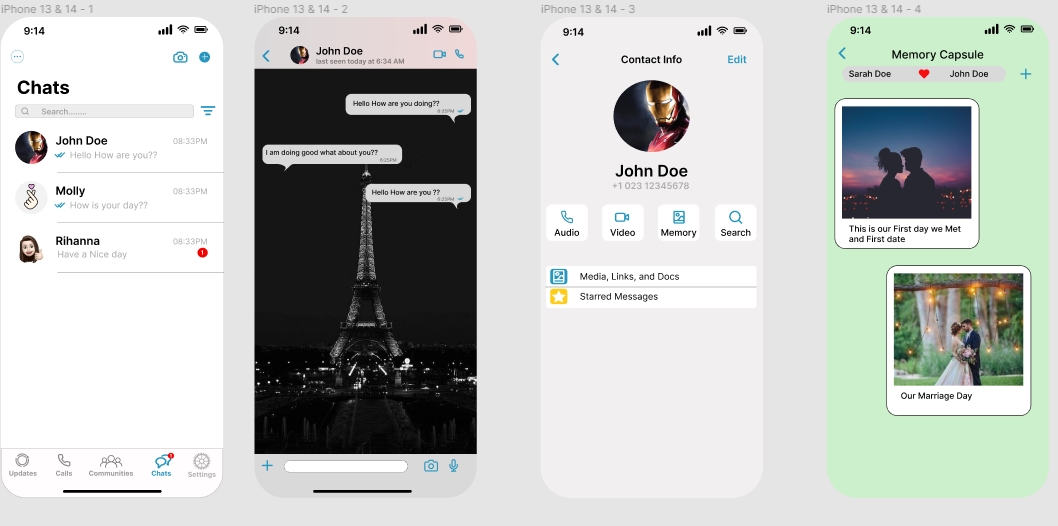 iPhone 13 & 14 - 1
9:14
Chats
Search........
John Doe
08:33PM
Hello How are you??
Molly
08:33PM
How is your day??
Rihanna
08:33PM
Have a Nice day
1
1
Updates
Calls
Communities
Chats
Settings
iPhone 13 & 14 - 2
9:14
John Doe
last seen today at 6:34 AM
Hello How are you doing??
6:25PM
I am doing good what about you??
6:25PM
Hello How are you ??
6:25PM
iPhone 13 & 14 - 3
9:14
Contact Info
Edit
John Doe
+1 023 12345678
Audio
Video
Memory
Search
Media, Links, and Docs
Starred Messages
iPhone 13 & 14 - 4
9:14
Memory Capsule
Sarah Doe
John Doe
This is our First day we Met
and First date
Our Marriage Day